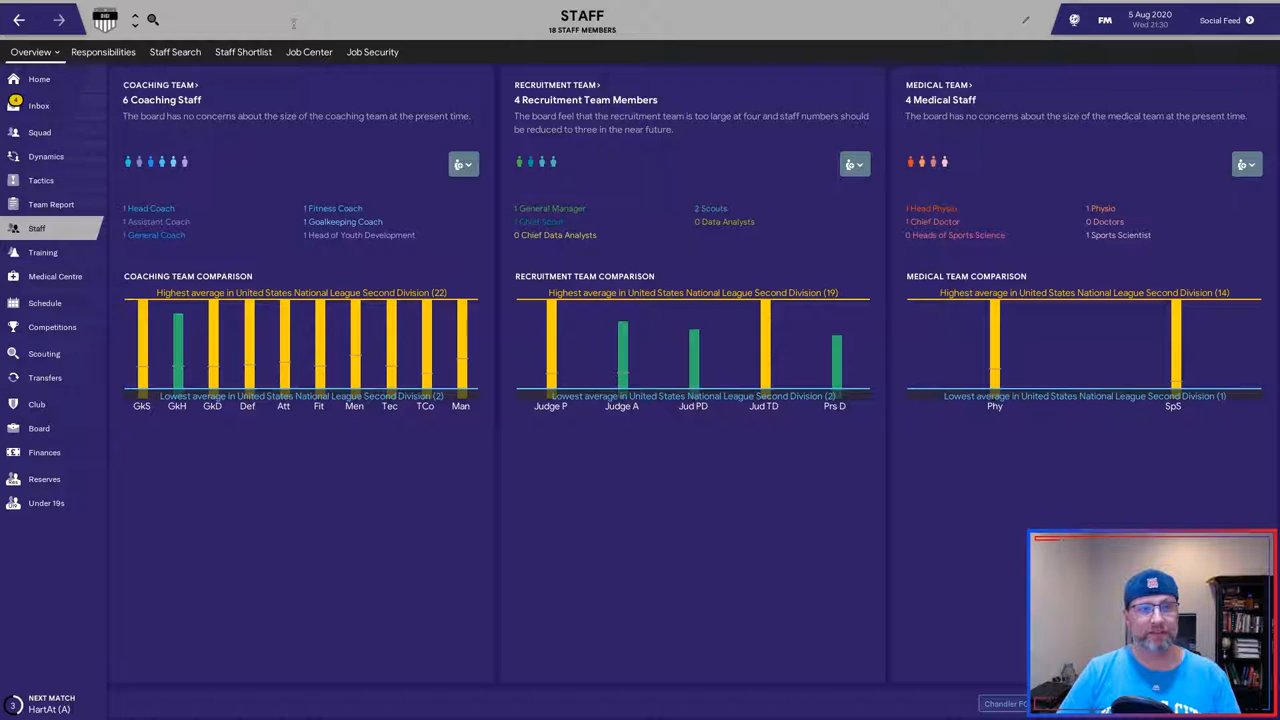 STAFF
18 STAFF MEMBERS
FM
5 Aug 2020
Wed 21:30
Social Feed
Overview
Responsibilities
Staff Search
Staff Shortlist
Job Center
Job Security
Home
4
Inbox
Squad
Dynamics
Tactics
Team Report
Staff
Training
Medical Centre
Schedule
Competitions
Scouting
Transfers
Club
Board
Finances
Reserves
Under 19s
3
NEXT MATCH
HartAt (A)
COACHING TEAM>
6 Coaching Staff
The board has no concerns about the size of the coaching team at the present time.
1 Head Coach
1 Fitness Coach
1 Assistant Coach
1 Goalkeeping Coach
1 General Coach
1 Head of Youth Development
COACHING TEAM COMPARISON
Highest average in United States National League Second Division (22)
Lowest average in United States National League Second Division (2)
GkS GkH GkD Def Att Fit Men Tec TCo Man
RECRUITMENT TEAM>
4 Recruitment Team Members
The board feel that the recruitment team is too large at four and staff numbers should
be reduced to three in the near future.
1 General Manager
2 Scouts
1 Chief Scout
0 Data Analysts
0 Chief Data Analysts
RECRUITMENT TEAM COMPARISON
Highest average in United States National League Second Division (19)
Lowest average in United States National League Second Division (2)
Judge P Judge A Jud PD Jud TD Prs D
MEDICAL TEAM>
4 Medical Staff
The board has no concerns about the size of the medical team at the present time.
1 Head Physio
1 Physio
1 Chief Doctor
0 Doctors
0 Heads of Sports Science
1 Sports Scientist
MEDICAL TEAM COMPARISON
Highest average in United States National League Second Division (14)
Lowest average in United States National League Second Division (1)
Phy SpS